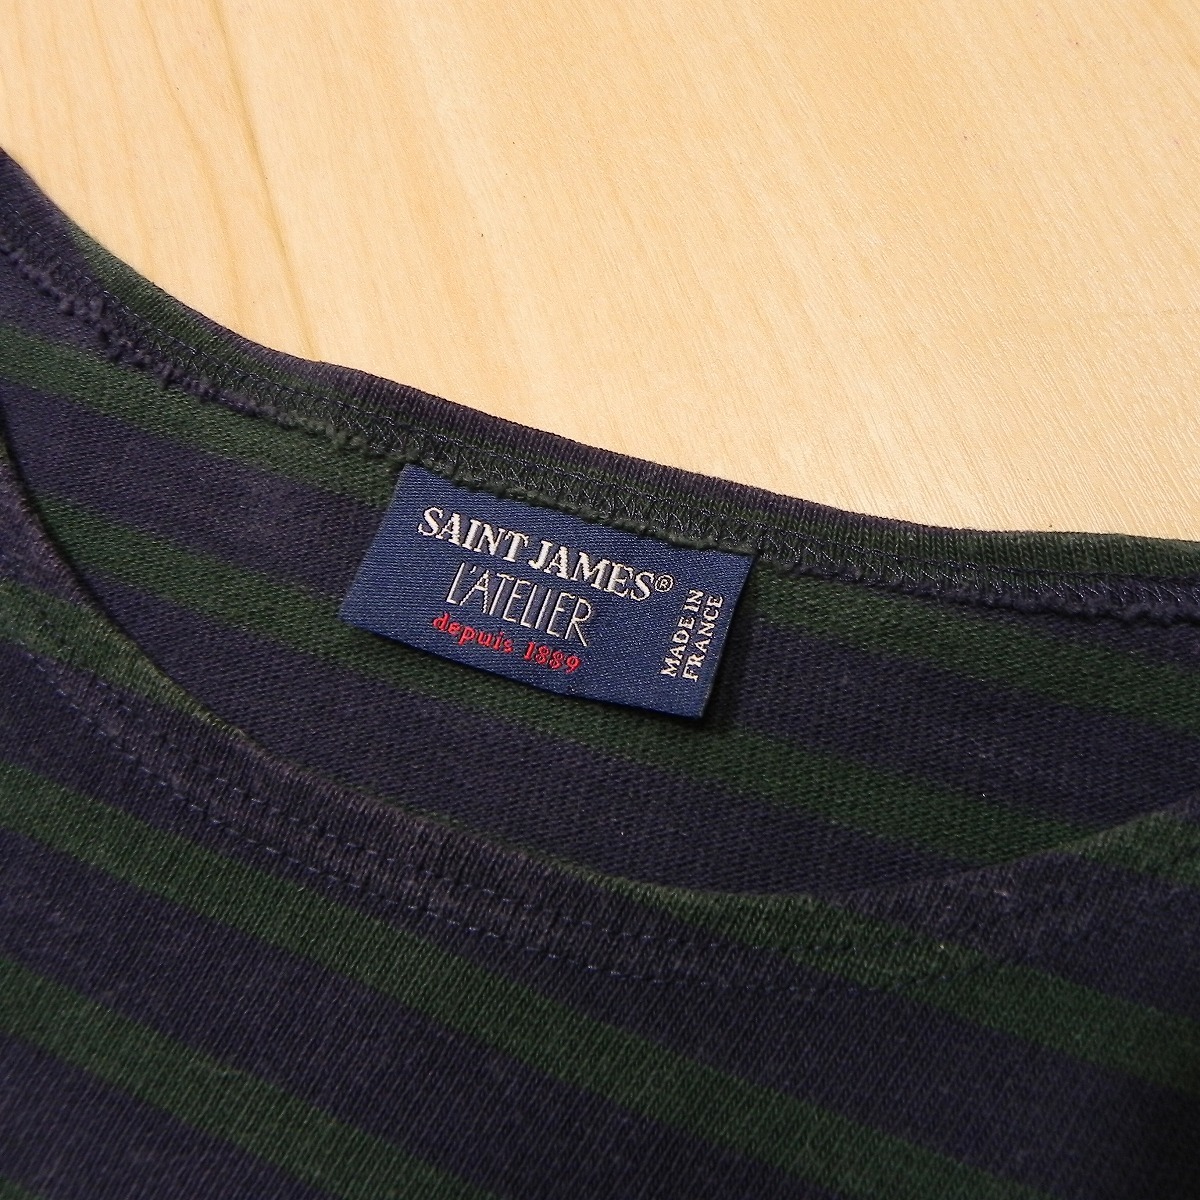 SAINT JAMES®
L'ATELIER
depuis 1889
MADE IN
FRANCE